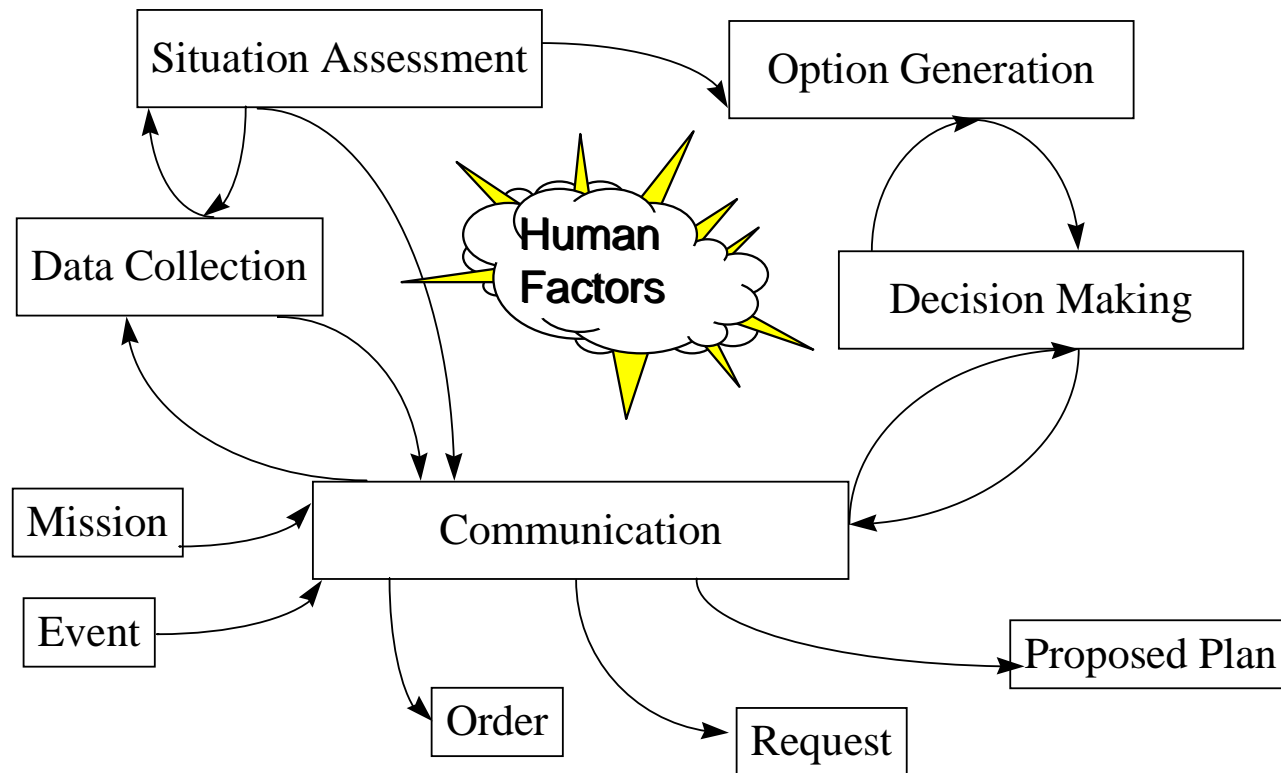 Situation Assessment
Option Generation
Human
Factors
Data Collection
Decision Making
Mission
Communication
Event
Proposed Plan
Order
Request